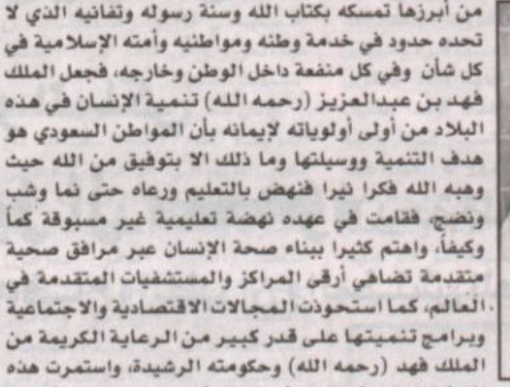 من أبرزها تمسكه بكتاب الله وسنة رسوله وتفانيه الذي لا
تحده حدود في خدمة وطنه ومواطنيه وأمته الإسلامية في
كل شأن وفي كل منفعة داخل الوطن وخارجه، فجعل الملك
فهد بن عبدالعزيز (رحمه الله) تنمية الإنسان في هذه
البلاد من أولى أولوياته لإيمانه بأن المواطن السعودي هو
هدف التنمية ووسيلتها وما ذلك الا بتوفيق من الله حيث
وهبه الله فكرا نيرا فنهض بالتعليم ورعاه حتى نما وشب
ونضج، فقامت في عهده نهضة تعليمية غير مسبوقة كماً
وكيفاً، واهتم كثيرا ببناء صحة الإنسان عبر مرافق صحية
متقدمة تضاهي أرقى المراكز والمستشفيات المتقدمة في
العالم، كما استحوذت المجالات الاقتصادية والاجتماعية
وبرامج تنميتها على قدر كبير من الرعاية الكريمة من
الملك فهد (رحمه الله) وحكومته الرشيدة، واستمرت هذه